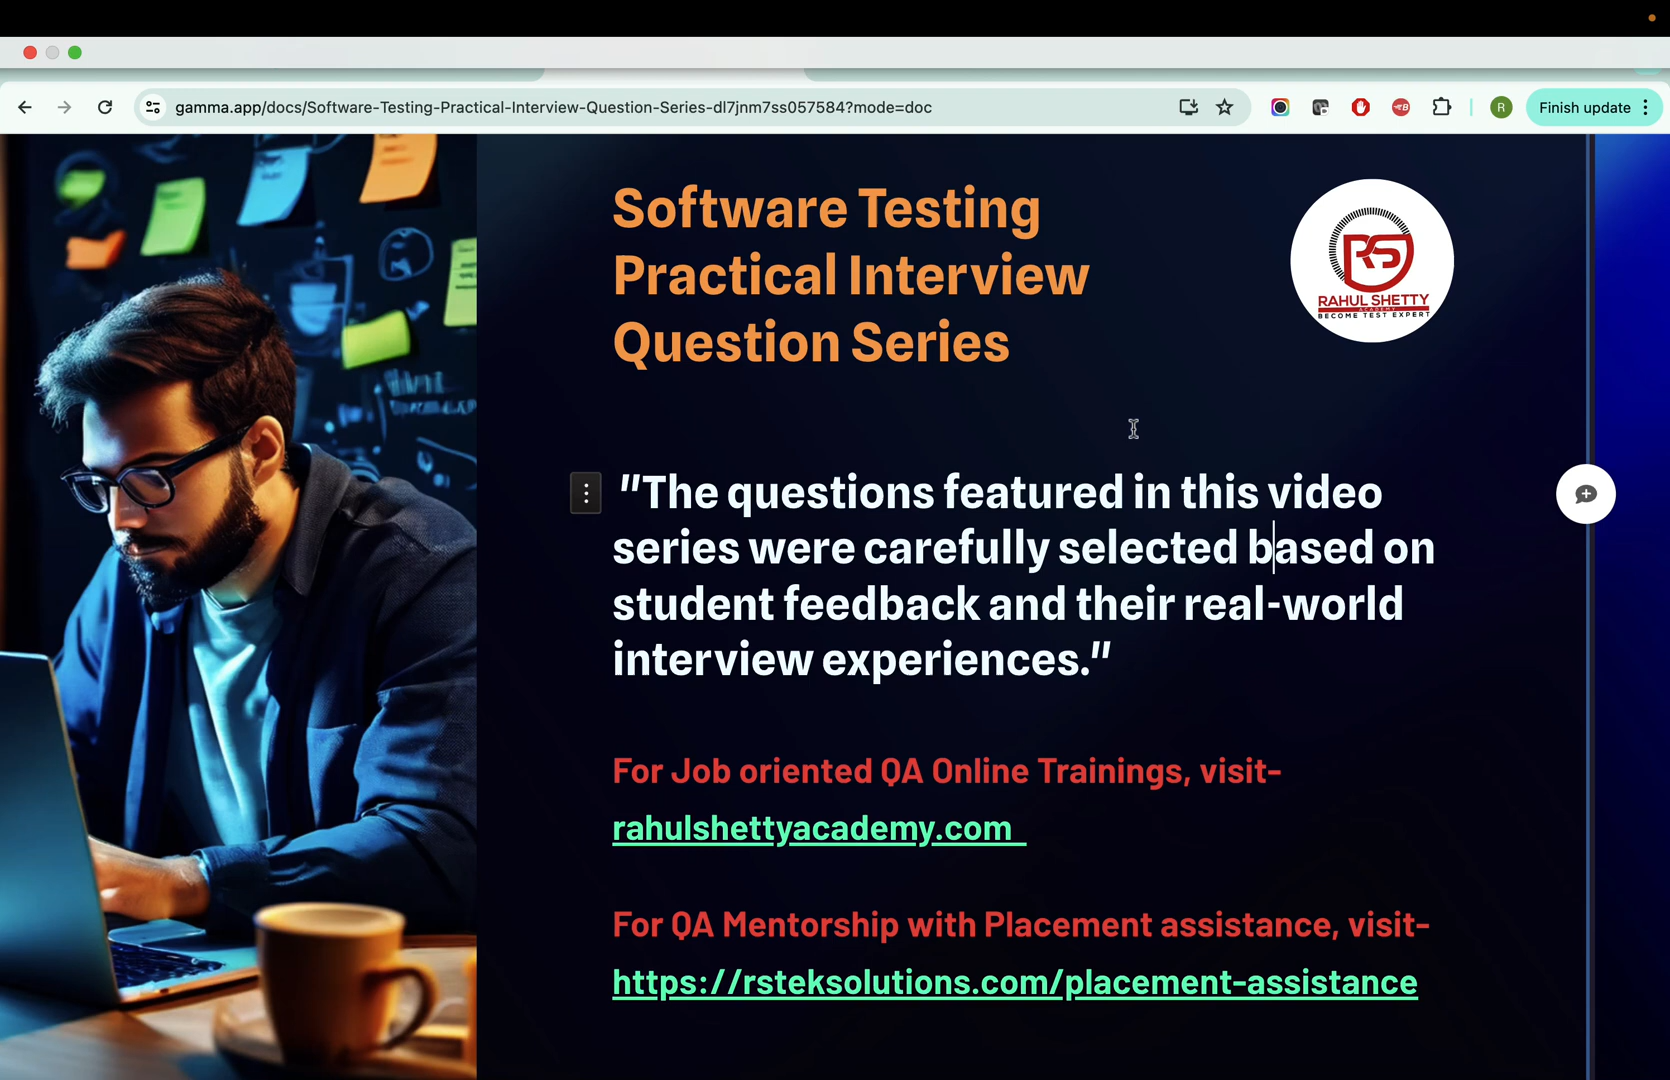 gamma.app/docs/Software-Testing-Practical-Interview-Question-Series-dl7jnm7ss057584?mode=doc
R
Finish update
Software Testing
Practical Interview
Question Series
RS
RAHUL SHETTY
ACADEMY
BECOME TEST EXPERT
"The questions featured in this video
series were carefully selected based on
student feedback and their real-world
interview experiences."
For Job oriented QA Online Trainings, visit-
rahulshettyacademy.com
For QA Mentorship with Placement assistance, visit-
https://rsteksolutions.com/placement-assistance